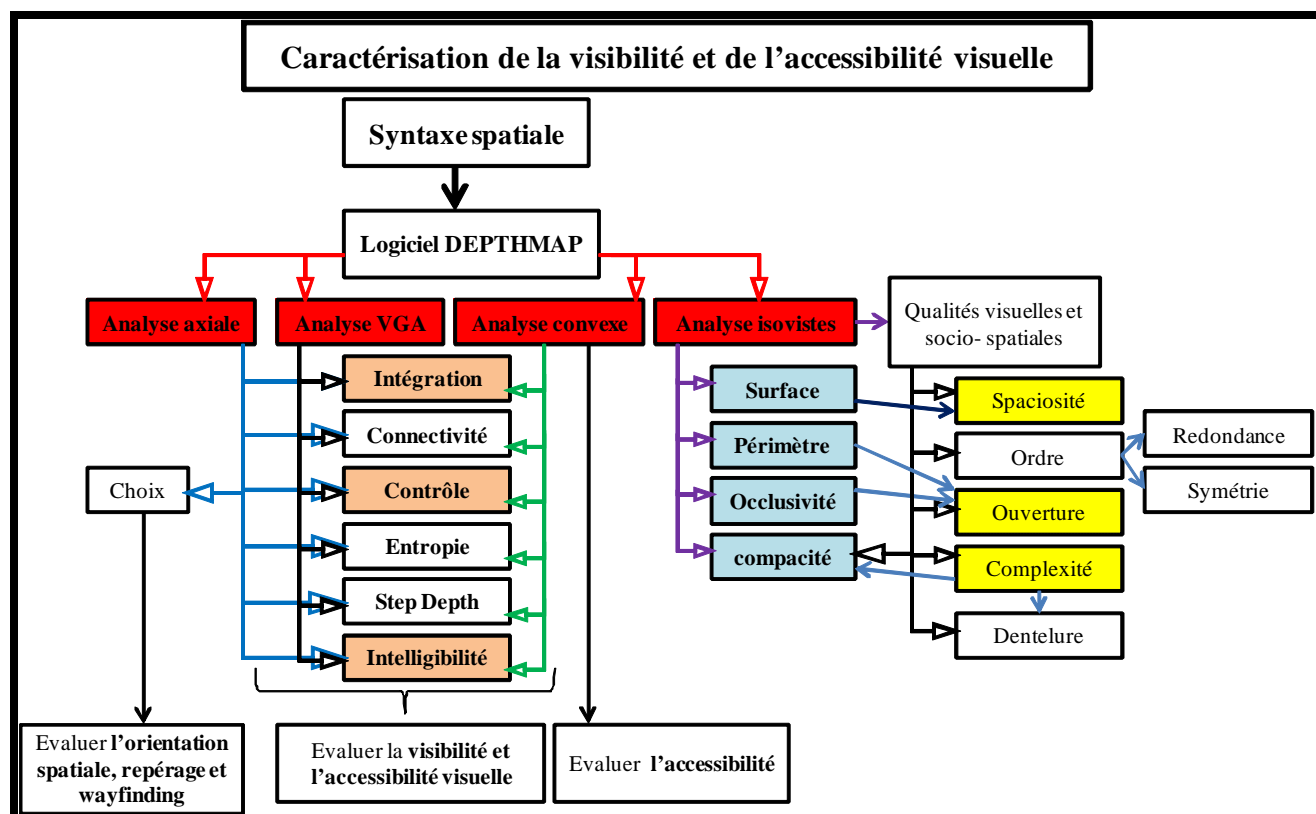 Caractérisation de la visibilité et de l’accessibilité visuelle
Syntaxe spatiale
Logiciel DEPTHMAP
Analyse axiale
Analyse VGA
Analyse convexe
Analyse isovistes
Qualités visuelles et
socio- spatiales
Intégration
Connectivité
Contrôle
Entropie
Step Depth
Intelligibilité
Choix
Surface
Périmètre
Occlusivité
compacité
Spaciosité
Ordre
Ouverture
Complexité
Dentelure
Redondance
Symétrie
Evaluer l’orientation
spatiale, repérage et
wayfinding
Evaluer la visibilité et
l’accessibilité visuelle
Evaluer l’accessibilité